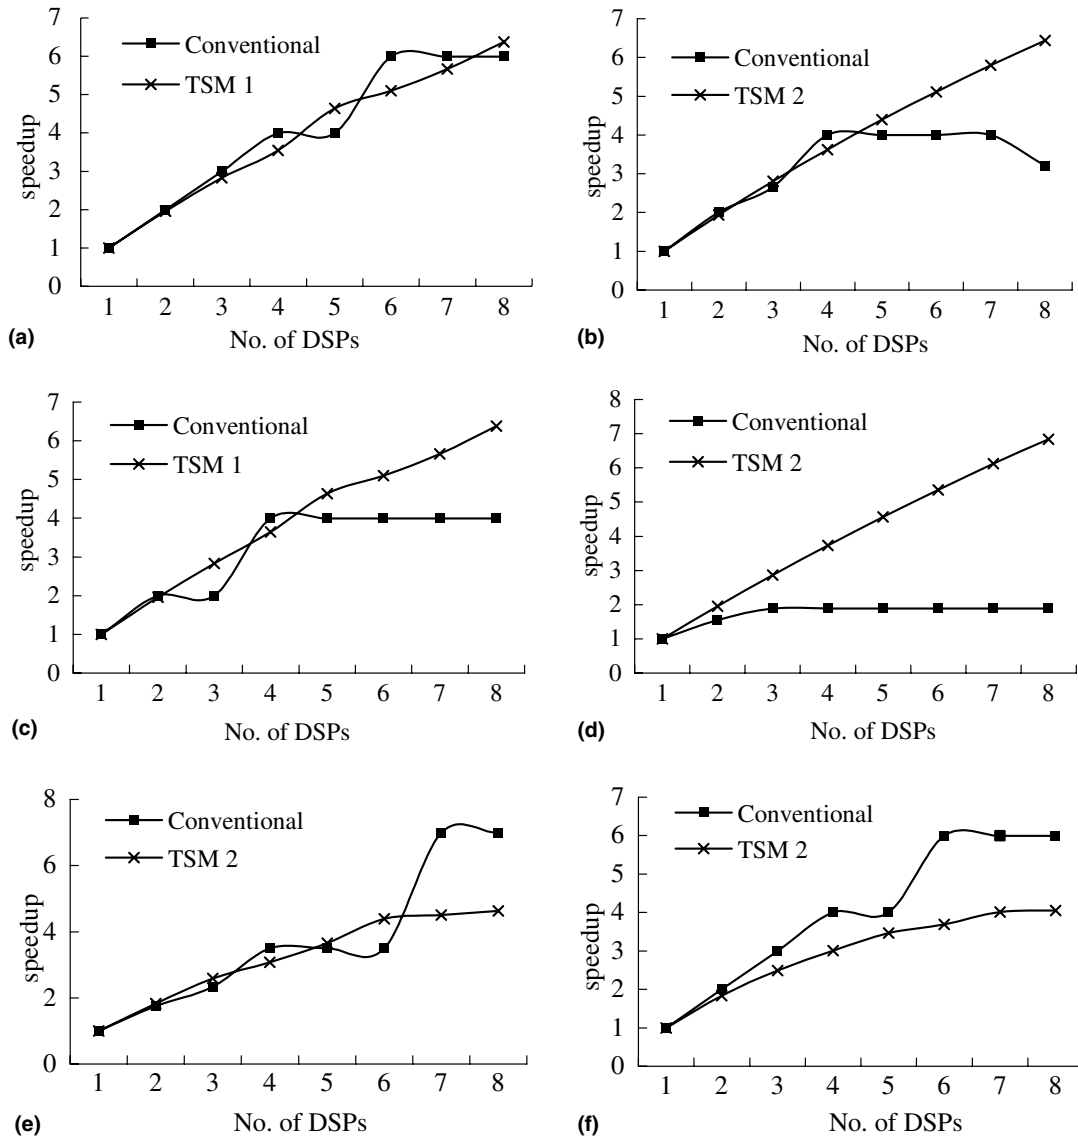 7
6
5
4
3
2
1
0
speedup
Conventional
TSM 1
1 2 3 4 5 6 7 8
No. of DSPs
(a)
7
6
5
4
3
2
1
0
speedup
Conventional
TSM 2
1 2 3 4 5 6 7 8
No. of DSPs
(b)
7
6
5
4
3
2
1
0
speedup
Conventional
TSM 1
1 2 3 4 5 6 7 8
No. of DSPs
(c)
8
7
6
5
4
3
2
1
0
speedup
Conventional
TSM 2
1 2 3 4 5 6 7 8
No. of DSPs
(d)
8
6
4
2
0
speedup
Conventional
TSM 2
1 2 3 4 5 6 7 8
No. of DSPs
(e)
7
6
5
4
3
2
1
0
speedup
Conventional
TSM 2
1 2 3 4 5 6 7 8
No. of DSPs
(f)